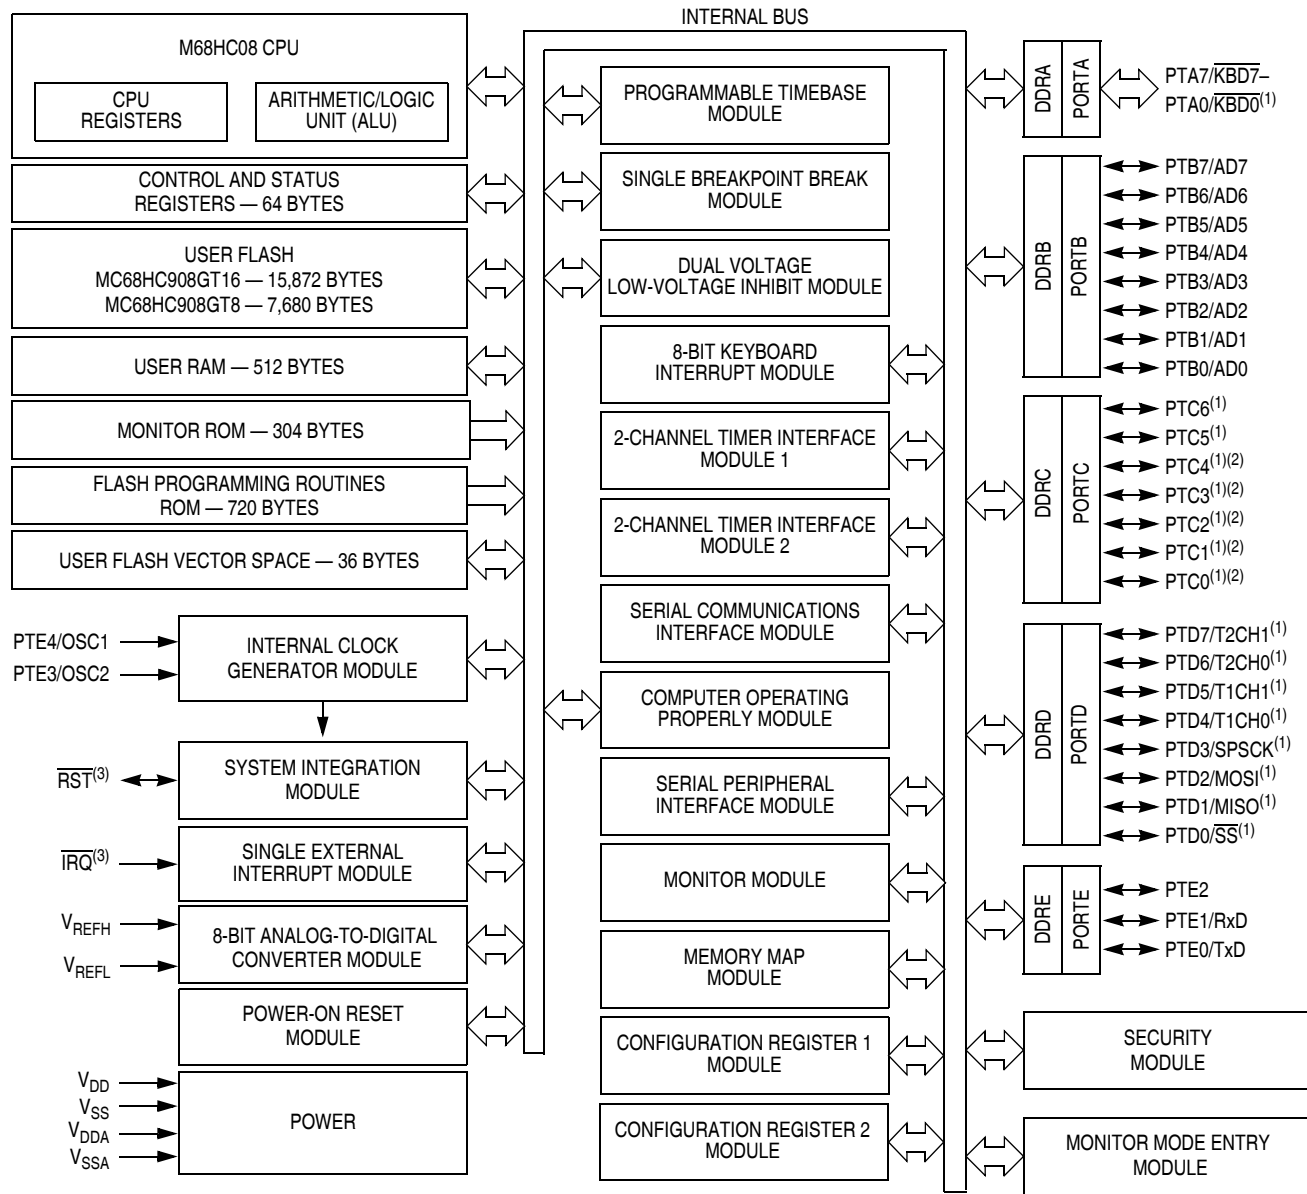 INTERNAL BUS
M68HC08 CPU
CPU
REGISTERS
ARITHMETIC/LOGIC
UNIT (ALU)
CONTROL AND STATUS
REGISTERS — 64 BYTES
USER FLASH
MC68HC908GT16 — 15,872 BYTES
MC68HC908GT8 — 7,680 BYTES
USER RAM — 512 BYTES
MONITOR ROM — 304 BYTES
FLASH PROGRAMMING ROUTINES
ROM — 720 BYTES
USER FLASH VECTOR SPACE — 36 BYTES
PTE4/OSC1
PTE3/OSC2
INTERNAL CLOCK
GENERATOR MODULE
RST(3)
SYSTEM INTEGRATION
MODULE
IRQ(3)
SINGLE EXTERNAL
INTERRUPT MODULE
VREFH
VREFL
8-BIT ANALOG-TO-DIGITAL
CONVERTER MODULE
POWER-ON RESET
MODULE
VDD
VSS
VDDA
VSSA
POWER
PROGRAMMABLE TIMEBASE
MODULE
SINGLE BREAKPOINT BREAK
MODULE
DUAL VOLTAGE
LOW-VOLTAGE INHIBIT MODULE
8-BIT KEYBOARD
INTERRUPT MODULE
2-CHANNEL TIMER INTERFACE
MODULE 1
2-CHANNEL TIMER INTERFACE
MODULE 2
SERIAL COMMUNICATIONS
INTERFACE MODULE
COMPUTER OPERATING
PROPERLY MODULE
SERIAL PERIPHERAL
INTERFACE MODULE
MONITOR MODULE
MEMORY MAP
MODULE
CONFIGURATION REGISTER 1
MODULE
CONFIGURATION REGISTER 2
MODULE
DDRA
PORTA
PTA7/KBD7–
PTA0/KBD0(1)
DDRB
PORTB
PTB7/AD7
PTB6/AD6
PTB5/AD5
PTB4/AD4
PTB3/AD3
PTB2/AD2
PTB1/AD1
PTB0/AD0
DDRC
PORTC
PTC6(1)
PTC5(1)
PTC4(1)(2)
PTC3(1)(2)
PTC2(1)(2)
PTC1(1)(2)
PTC0(1)(2)
DDRD
PORTD
PTD7/T2CH1(1)
PTD6/T2CH0(1)
PTD5/T1CH1(1)
PTD4/T1CH0(1)
PTD3/SPSCK(1)
PTD2/MOSI(1)
PTD1/MISO(1)
PTD0/SS(1)
DDRE
PORTE
PTE2
PTE1/RxD
PTE0/TxD
SECURITY
MODULE
MONITOR MODE ENTRY
MODULE